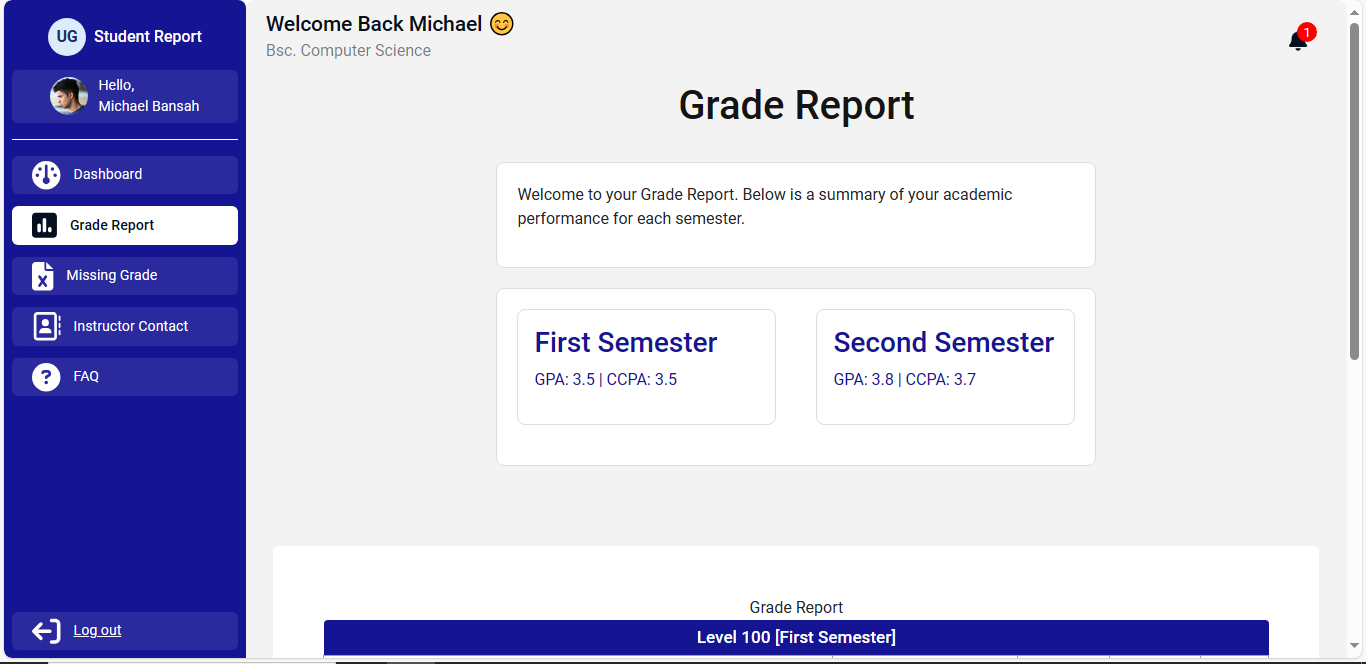 UG Student Report
Hello,
Michael Bansah
Dashboard
Grade Report
Missing Grade
Instructor Contact
? FAQ
Log out
Welcome Back Michael 😊
Bsc. Computer Science
1
Grade Report
Welcome to your Grade Report. Below is a summary of your academic
performance for each semester.
First Semester
GPA: 3.5 | CCPA: 3.5
Second Semester
GPA: 3.8 | CCPA: 3.7
Grade Report
Level 100 [First Semester]